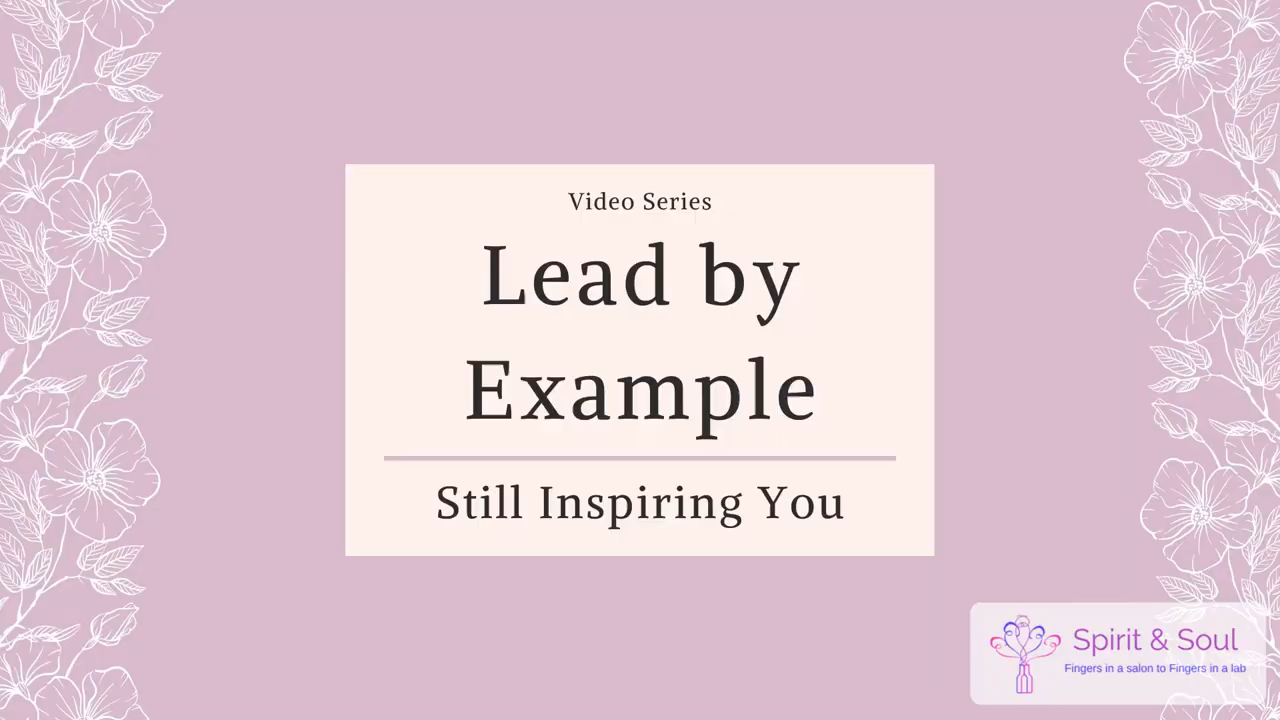 Video Series
Lead by
Example
Still Inspiring You
Spirit & Soul
Fingers in a salon to Fingers in a lab